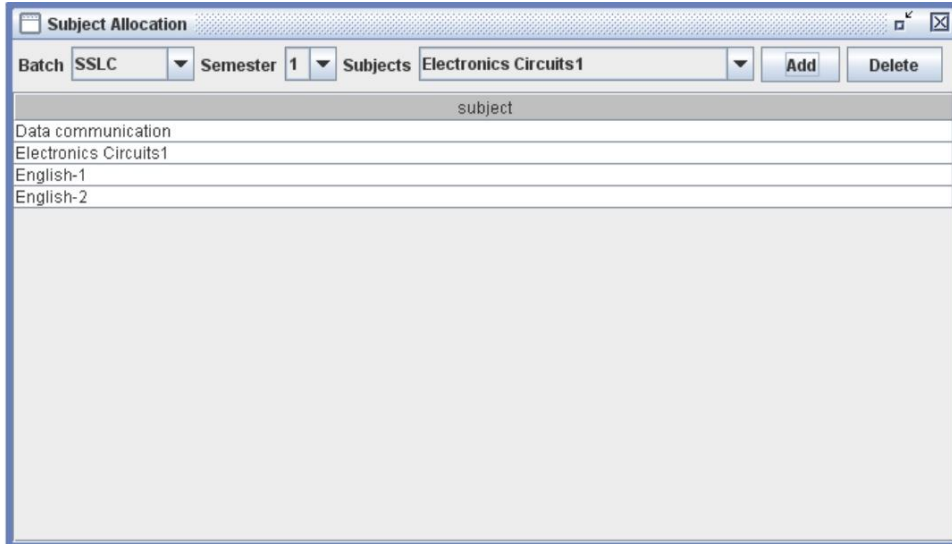 Subject Allocation
Batch SSLC Semester 1 Subjects Electronics Circuits1 Add Delete
subject
Data communication
Electronics Circuits1
English-1
English-2